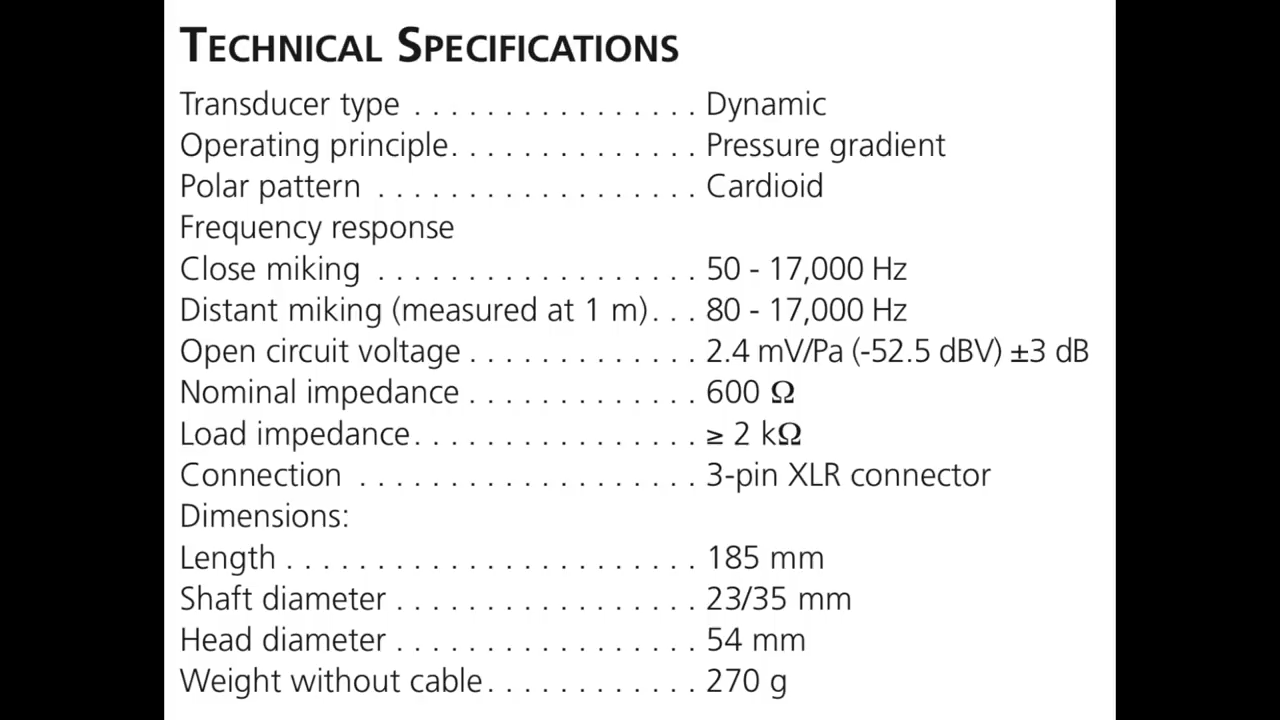 TECHNICAL SPECIFICATIONS
Transducer type . . . . . . . . . . . . . . . . Dynamic
Operating principle. . . . . . . . . . . . . . Pressure gradient
Polar pattern . . . . . . . . . . . . . . . . . . Cardioid
Frequency response
Close miking . . . . . . . . . . . . . . . . . . 50 - 17,000 Hz
Distant miking (measured at 1 m). . . 80 - 17,000 Hz
Open circuit voltage . . . . . . . . . . . . . 2.4 mV/Pa (-52.5 dBV) ±3 dB
Nominal impedance . . . . . . . . . . . . . 600 Ω
Load impedance. . . . . . . . . . . . . . . . ≥ 2 kΩ
Connection . . . . . . . . . . . . . . . . . . . 3-pin XLR connector
Dimensions:
Length . . . . . . . . . . . . . . . . . . . . . . . 185 mm
Shaft diameter . . . . . . . . . . . . . . . . . 23/35 mm
Head diameter . . . . . . . . . . . . . . . . . 54 mm
Weight without cable. . . . . . . . . . . . 270 g